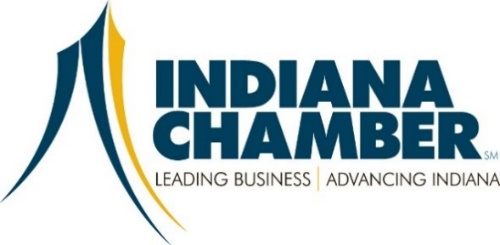 INDIANA
CHAMBER SM
LEADING BUSINESS | ADVANCING INDIANA